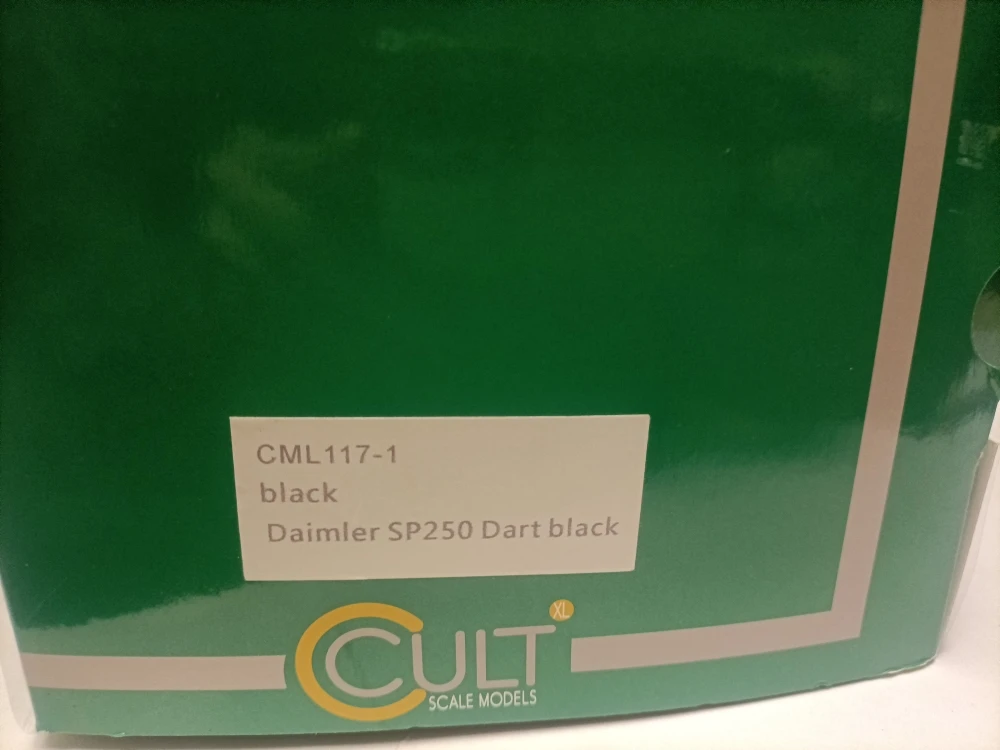 CML117-1
black
Daimler SP250 Dart black
CULT XL
SCALE MODELS